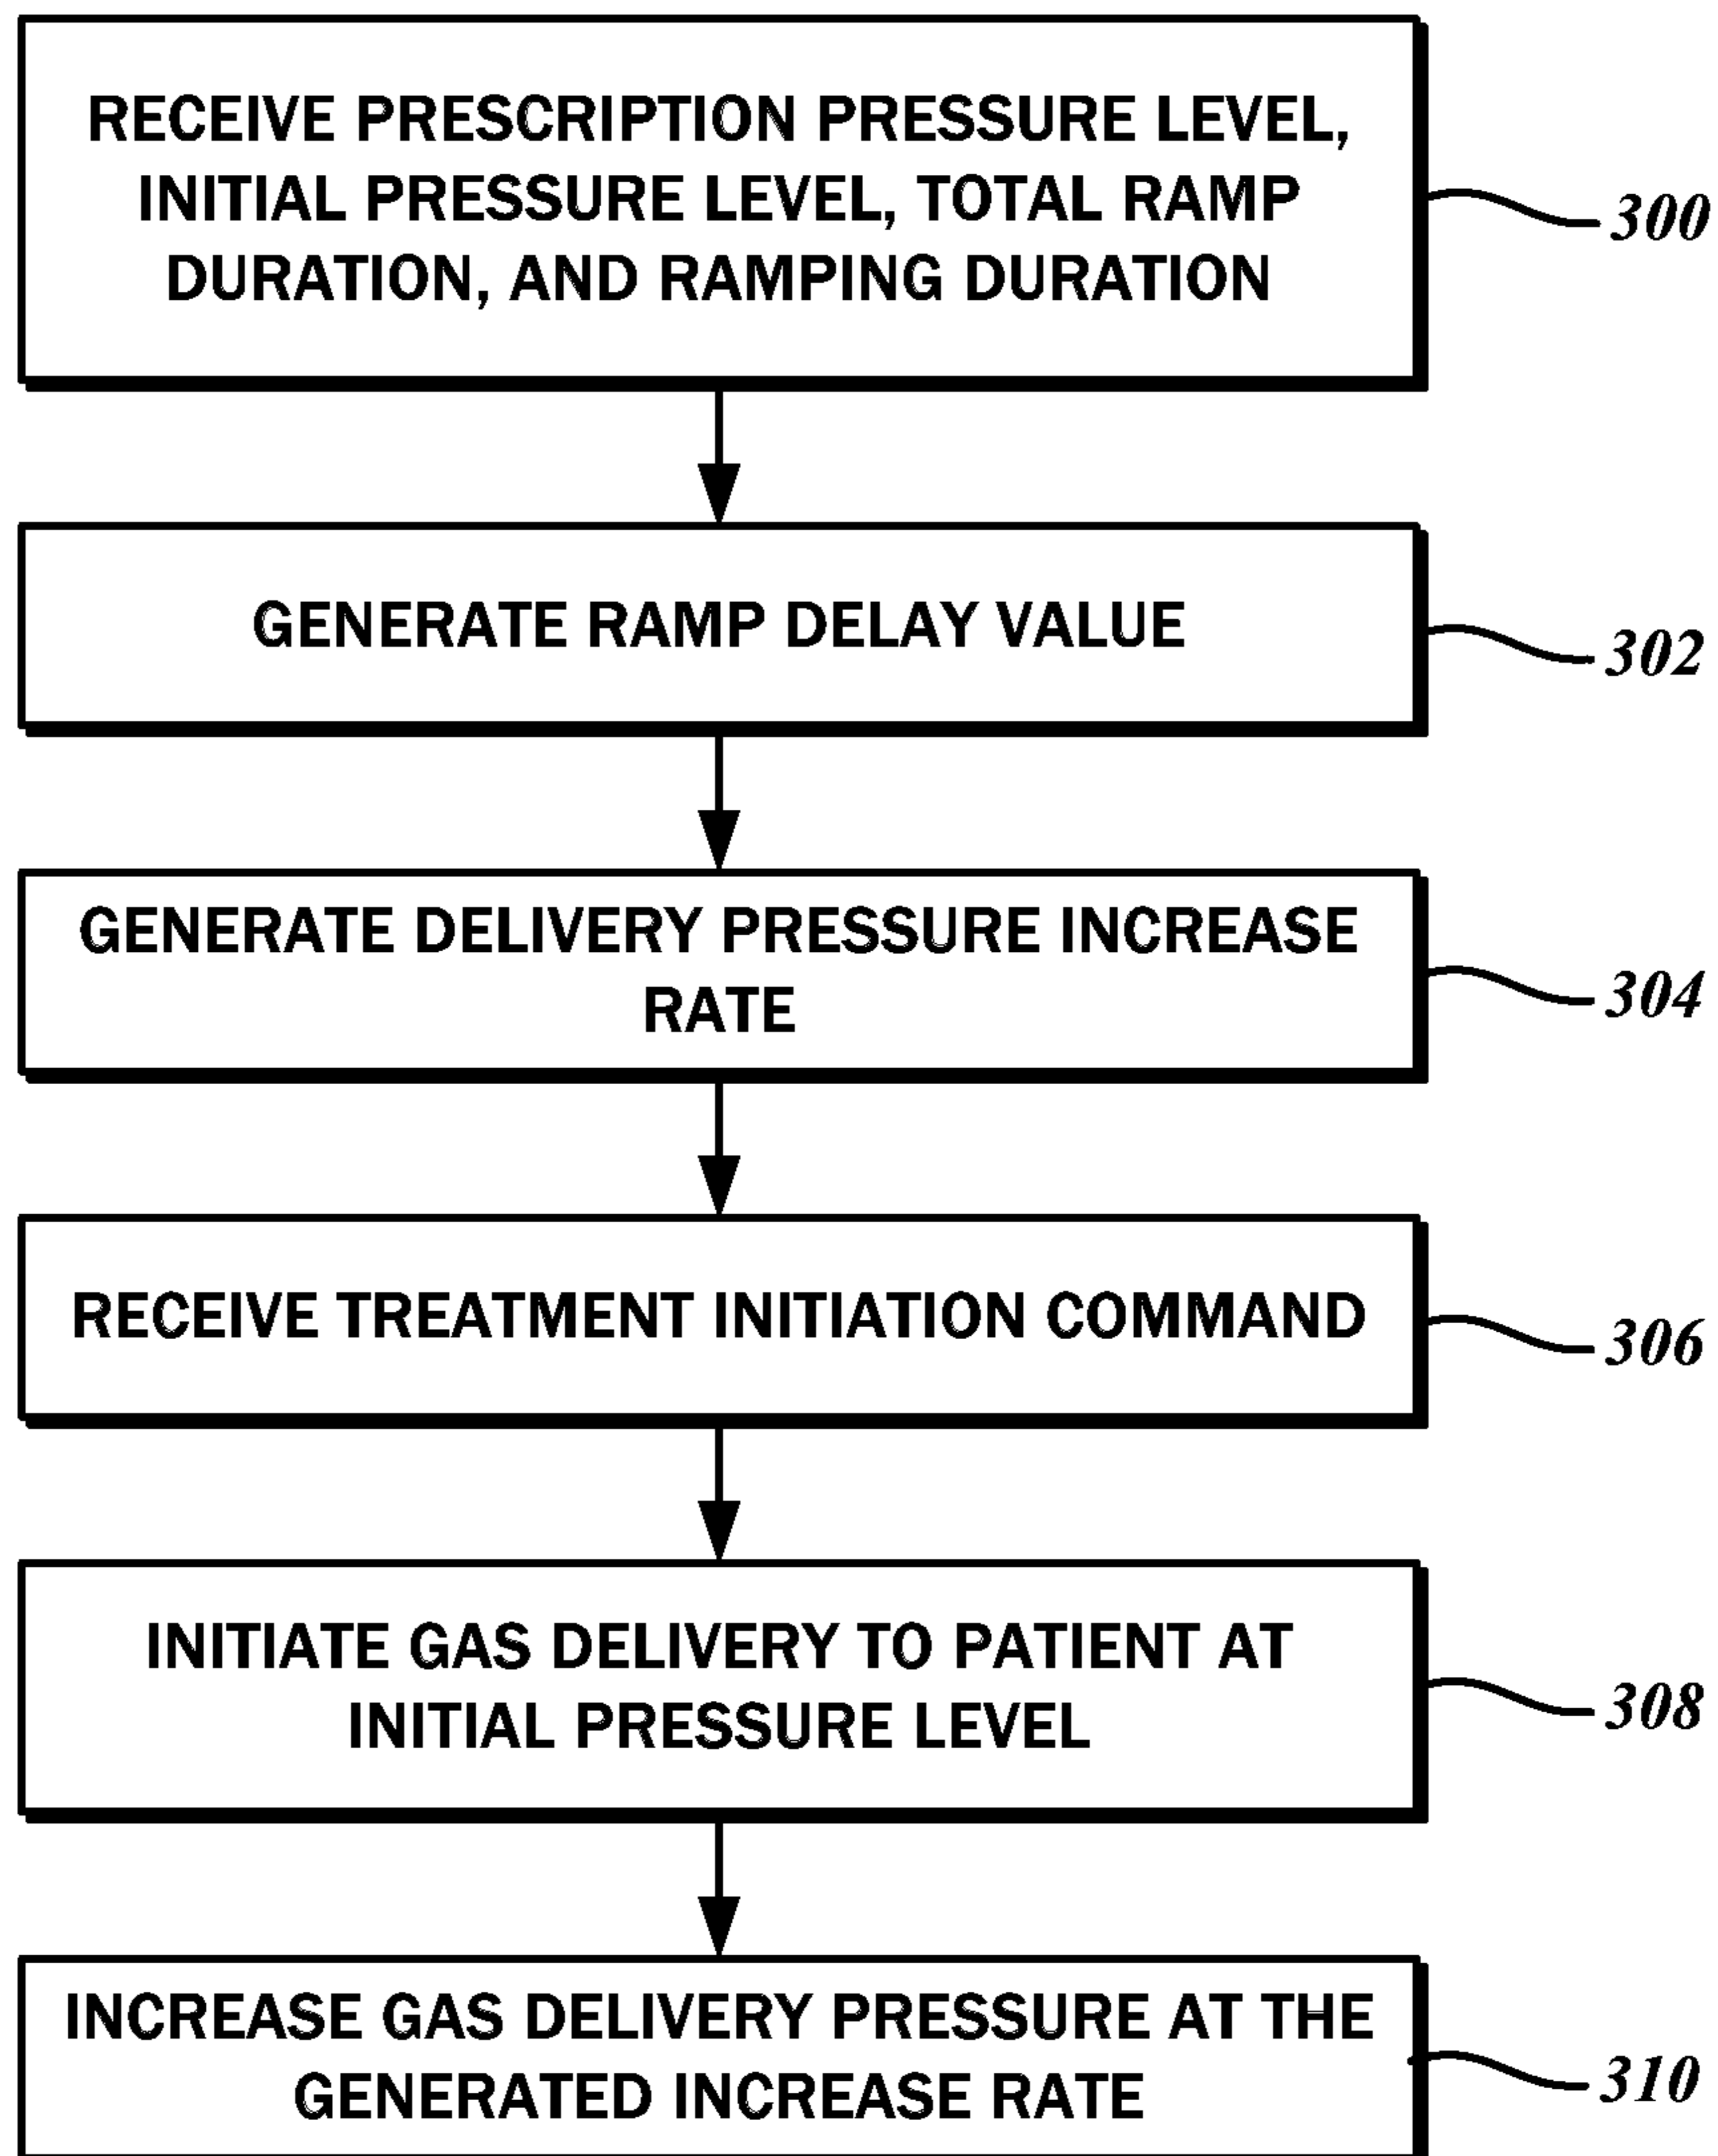 RECEIVE PRESCRIPTION PRESSURE LEVEL,
INITIAL PRESSURE LEVEL, TOTAL RAMP
DURATION, AND RAMPING DURATION
300
GENERATE RAMP DELAY VALUE
302
GENERATE DELIVERY PRESSURE INCREASE
RATE
304
RECEIVE TREATMENT INITIATION COMMAND
306
INITIATE GAS DELIVERY TO PATIENT AT
INITIAL PRESSURE LEVEL
308
INCREASE GAS DELIVERY PRESSURE AT THE
GENERATED INCREASE RATE
310